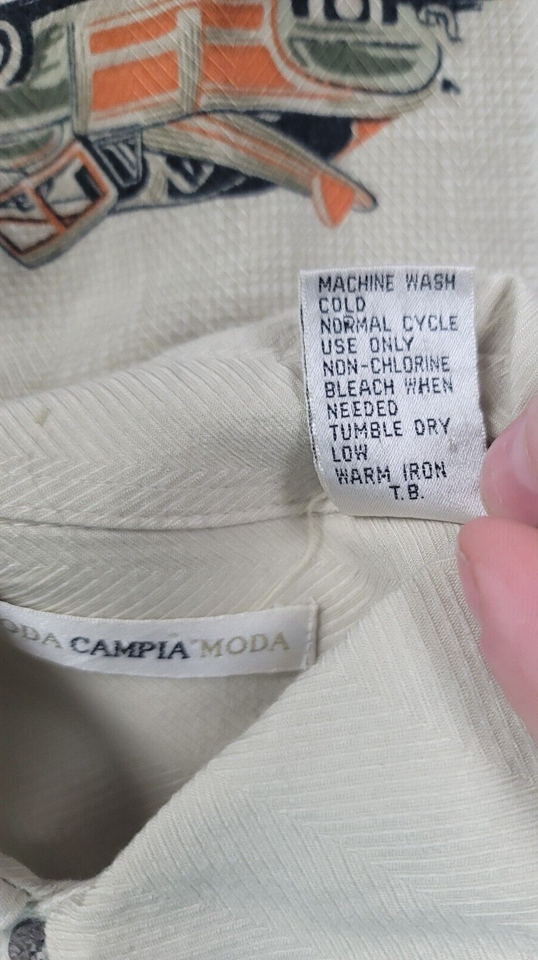 MACHINE WASH
COLD
NORMAL CYCLE
USE ONLY
NON-CHLORINE
BLEACH WHEN
NEEDED
TUMBLE DRY
LOW
WARM IRON
T.B.
ODA CAMPIA MODA